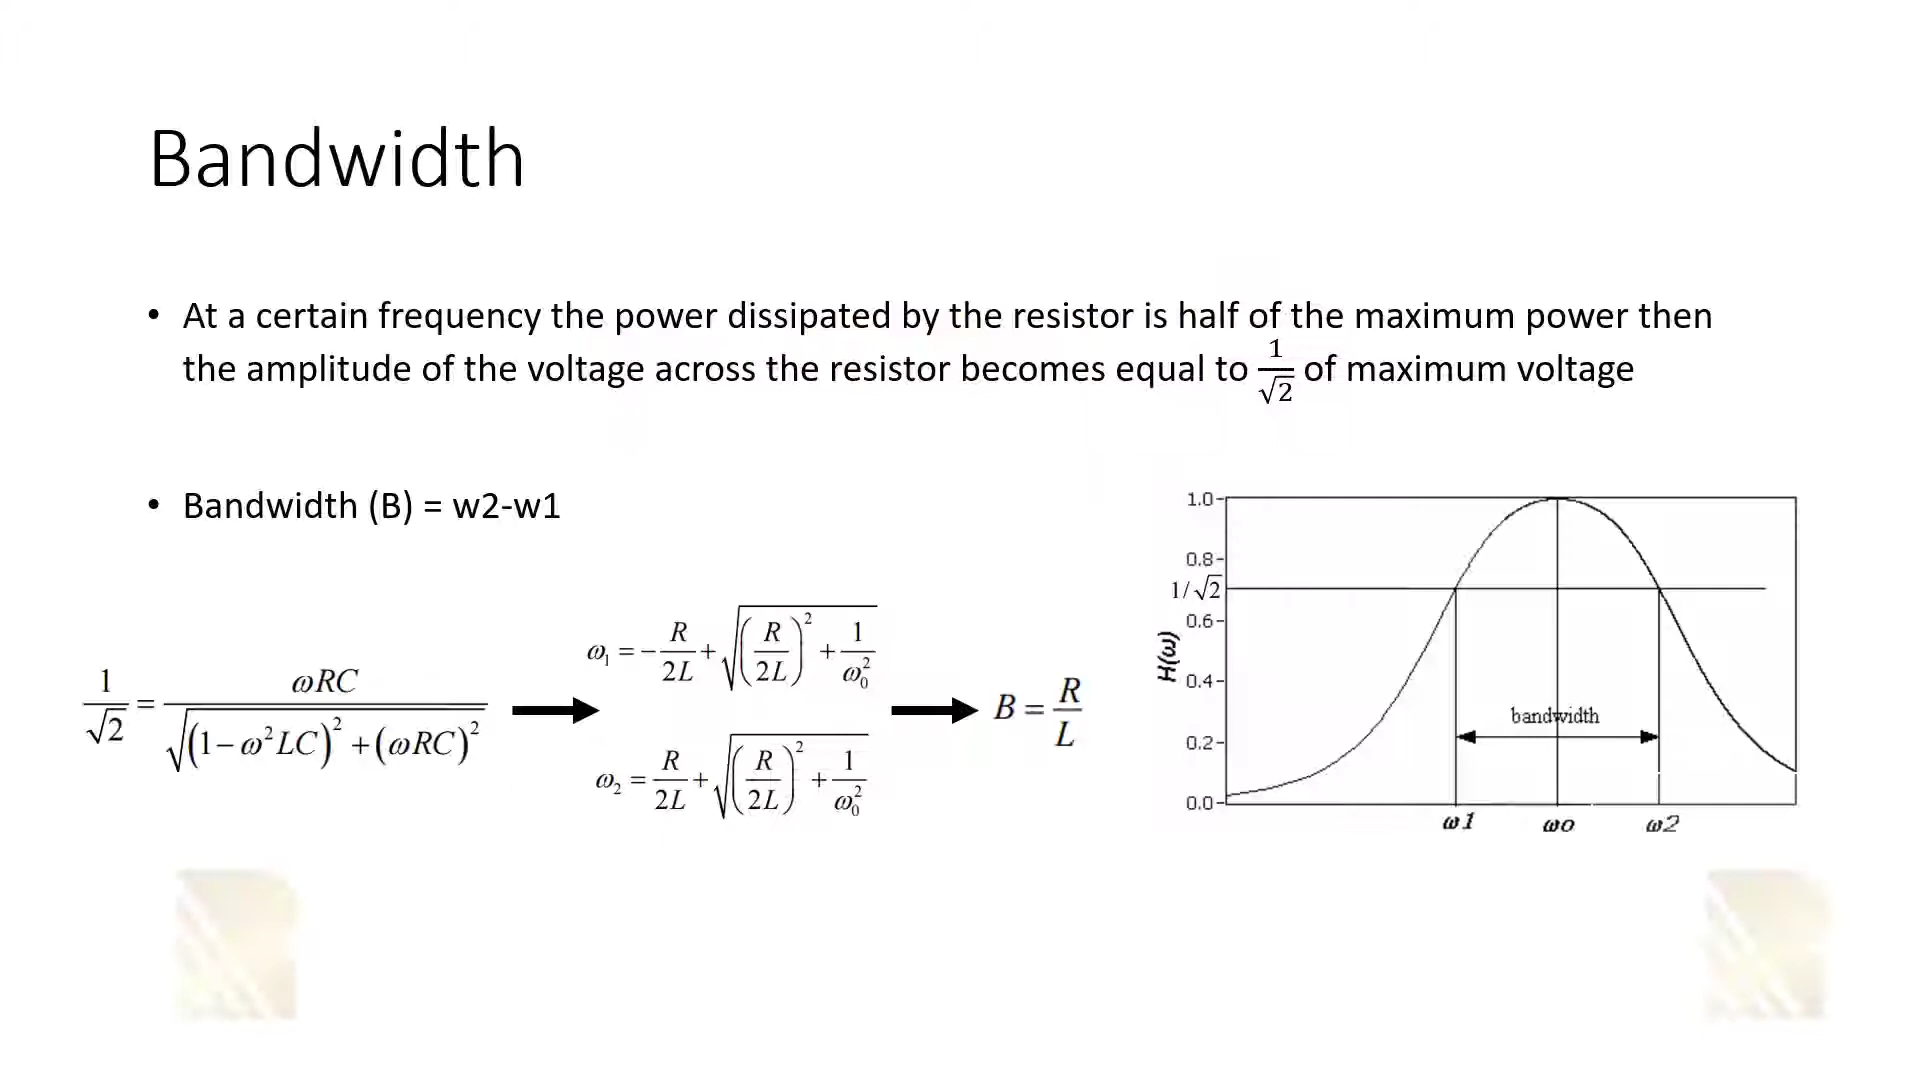 Bandwidth
• At a certain frequency the power dissipated by the resistor is half of the maximum power then
the amplitude of the voltage across the resistor becomes equal to 1/√2 of maximum voltage
• Bandwidth (B) = w2-w1
1/√2 = ωRC / √((1 − ω²LC)² + (ωRC)²)
ω₁ = −R/2L + √((R/2L)² + 1/ω₀²)
ω₂ = R/2L + √((R/2L)² + 1/ω₀²)
B = R/L
1.0
0.8
1/√2
0.6
H(ω)
0.4
bandwidth
0.2
0.0
ω1 ωo ω2